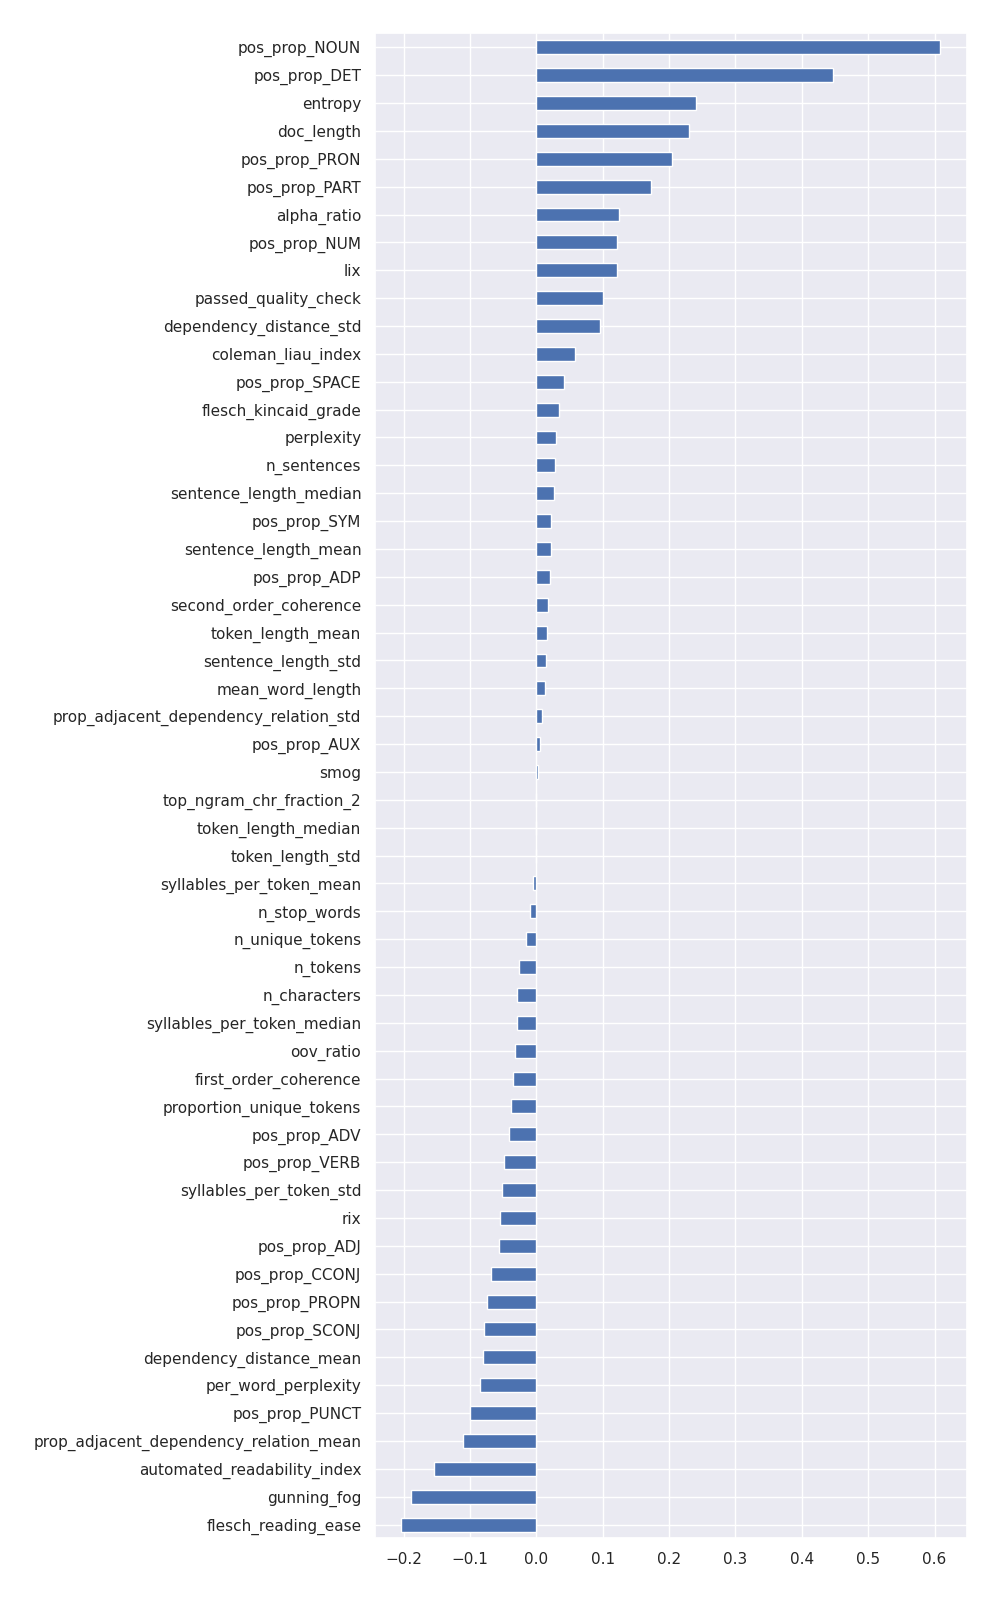 pos_prop_NOUN
pos_prop_DET
entropy
doc_length
pos_prop_PRON
pos_prop_PART
alpha_ratio
pos_prop_NUM
lix
passed_quality_check
dependency_distance_std
coleman_liau_index
pos_prop_SPACE
flesch_kincaid_grade
perplexity
n_sentences
sentence_length_median
pos_prop_SYM
sentence_length_mean
pos_prop_ADP
second_order_coherence
token_length_mean
sentence_length_std
mean_word_length
prop_adjacent_dependency_relation_std
pos_prop_AUX
smog
top_ngram_chr_fraction_2
token_length_median
token_length_std
syllables_per_token_mean
n_stop_words
n_unique_tokens
n_tokens
n_characters
syllables_per_token_median
oov_ratio
first_order_coherence
proportion_unique_tokens
pos_prop_ADV
pos_prop_VERB
syllables_per_token_std
rix
pos_prop_ADJ
pos_prop_CCONJ
pos_prop_PROPN
pos_prop_SCONJ
dependency_distance_mean
per_word_perplexity
pos_prop_PUNCT
prop_adjacent_dependency_relation_mean
automated_readability_index
gunning_fog
flesch_reading_ease
−0.2 −0.1 0.0 0.1 0.2 0.3 0.4 0.5 0.6